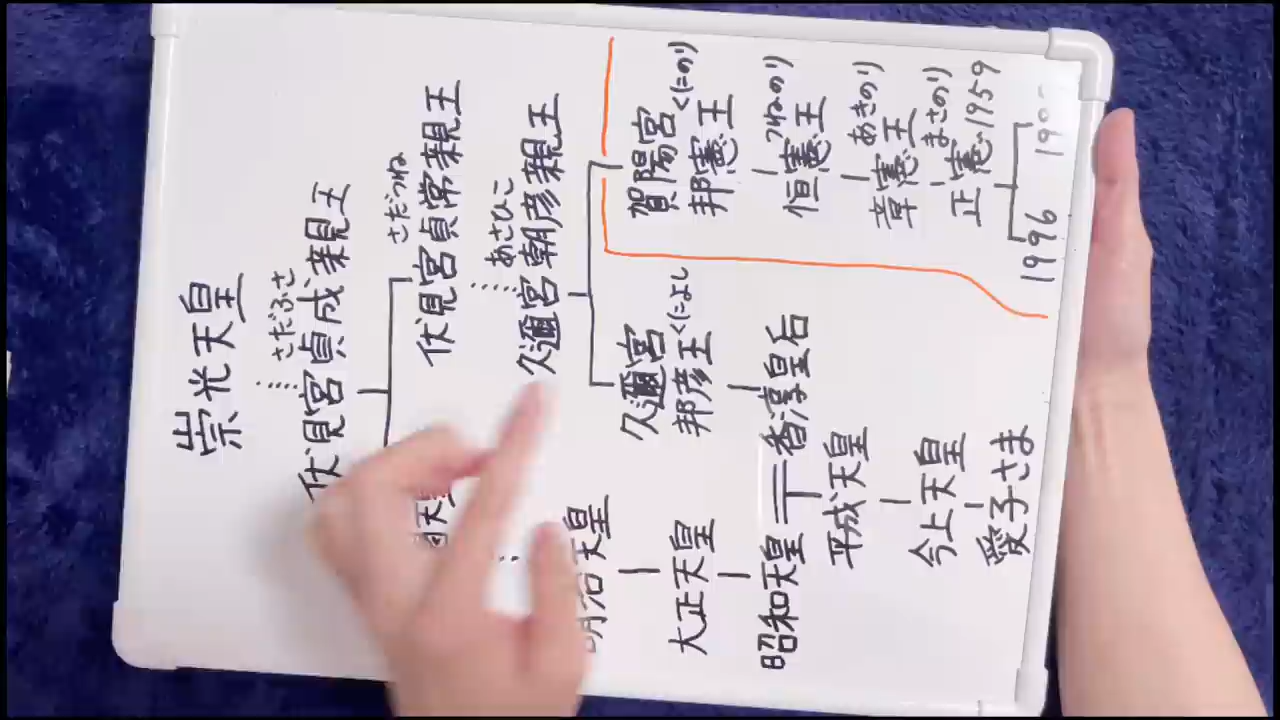 崇光天皇
さだふさ
伏見宮貞成親王
さだつね
伏見宮貞常親王
天皇
あさひこ
久邇宮朝彦親王
明治天皇
賀陽宮
邦憲王 くにのり
久邇宮
邦彦王 くによし
大正天皇
つねのり
恒憲王
昭和天皇＝香淳皇后
あきのり
章憲王
平成天皇
まさのり
正憲 1959
今上天皇
1996
愛子さま